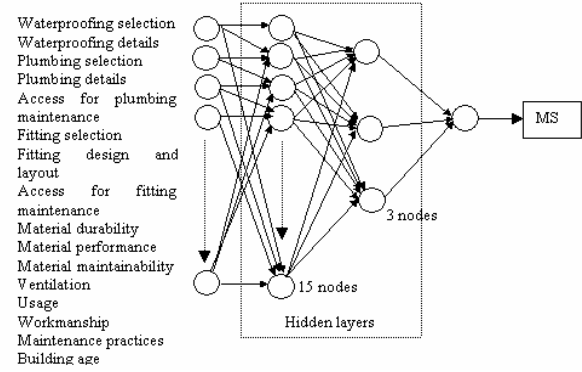 Waterproofing selection
Waterproofing details
Plumbing selection
Plumbing details
Access for plumbing
maintenance
Fitting selection
Fitting design and
layout
Access for fitting
maintenance
Material durability
Material performance
Material maintainability
Ventilation
Usage
Workmanship
Maintenance practices
Building age
MS
3 nodes
15 nodes
Hidden layers